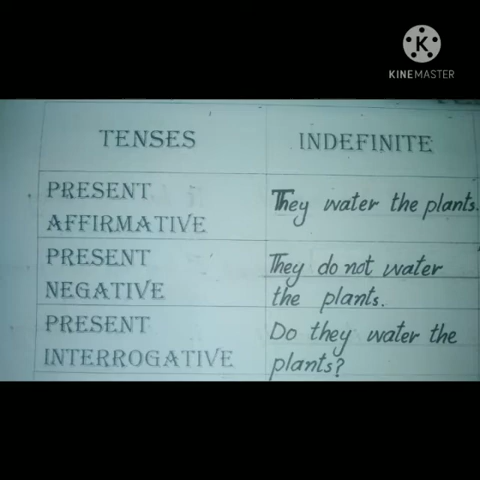 K
KINEMASTER
TENSES
INDEFINITE
PRESENT
AFFIRMATIVE
They water the plants.
PRESENT
NEGATIVE
They do not water
the plants.
PRESENT
INTERROGATIVE
Do they water the
plants?